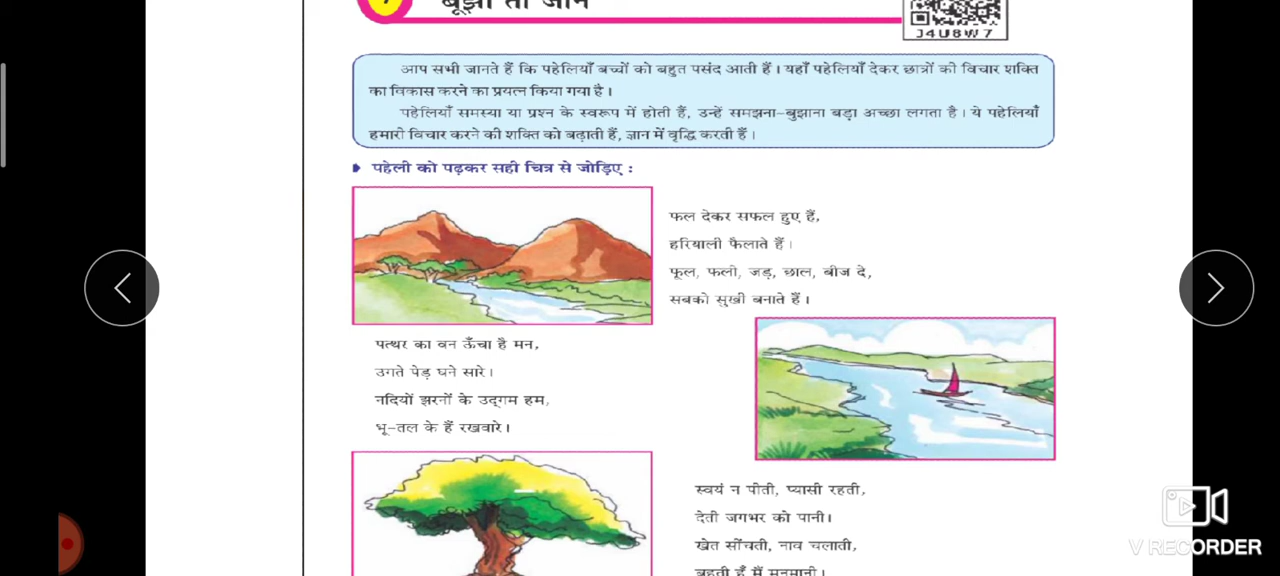 बूझो तो जानें
J4U8W7
आप सभी जानते हैं कि पहेलियाँ बच्चों को बहुत पसंद आती हैं। यहाँ पहेलियाँ देकर छात्रों की विचार शक्ति
का विकास करने का प्रयत्न किया गया है।
पहेलियाँ समस्या या प्रश्न के स्वरूप में होती हैं, उन्हें समझना-बुझाना बड़ा अच्छा लगता है। ये पहेलियाँ
हमारी विचार करने की शक्ति को बढ़ाती हैं, ज्ञान में वृद्धि करती हैं।
पहेली को पढ़कर सही चित्र से जोड़िए :
फल देकर सफल हुए हैं,
हरियाली फैलाते हैं।
फूल, फली, जड़, छाल, बीज दे,
सबको सुखी बनाते हैं।
पत्थर का वन ऊँचा है मन,
उगते पेड़ घने सारे।
नदियों झरनों के उद्गम हम,
भू-तल के हैं रखवारे।
स्वयं न पीती, प्यासी रहती,
देती जगभर को पानी।
खेत सींचती, नाव चलाती,
बहती हूँ मैं मनमानी।
V RECORDER